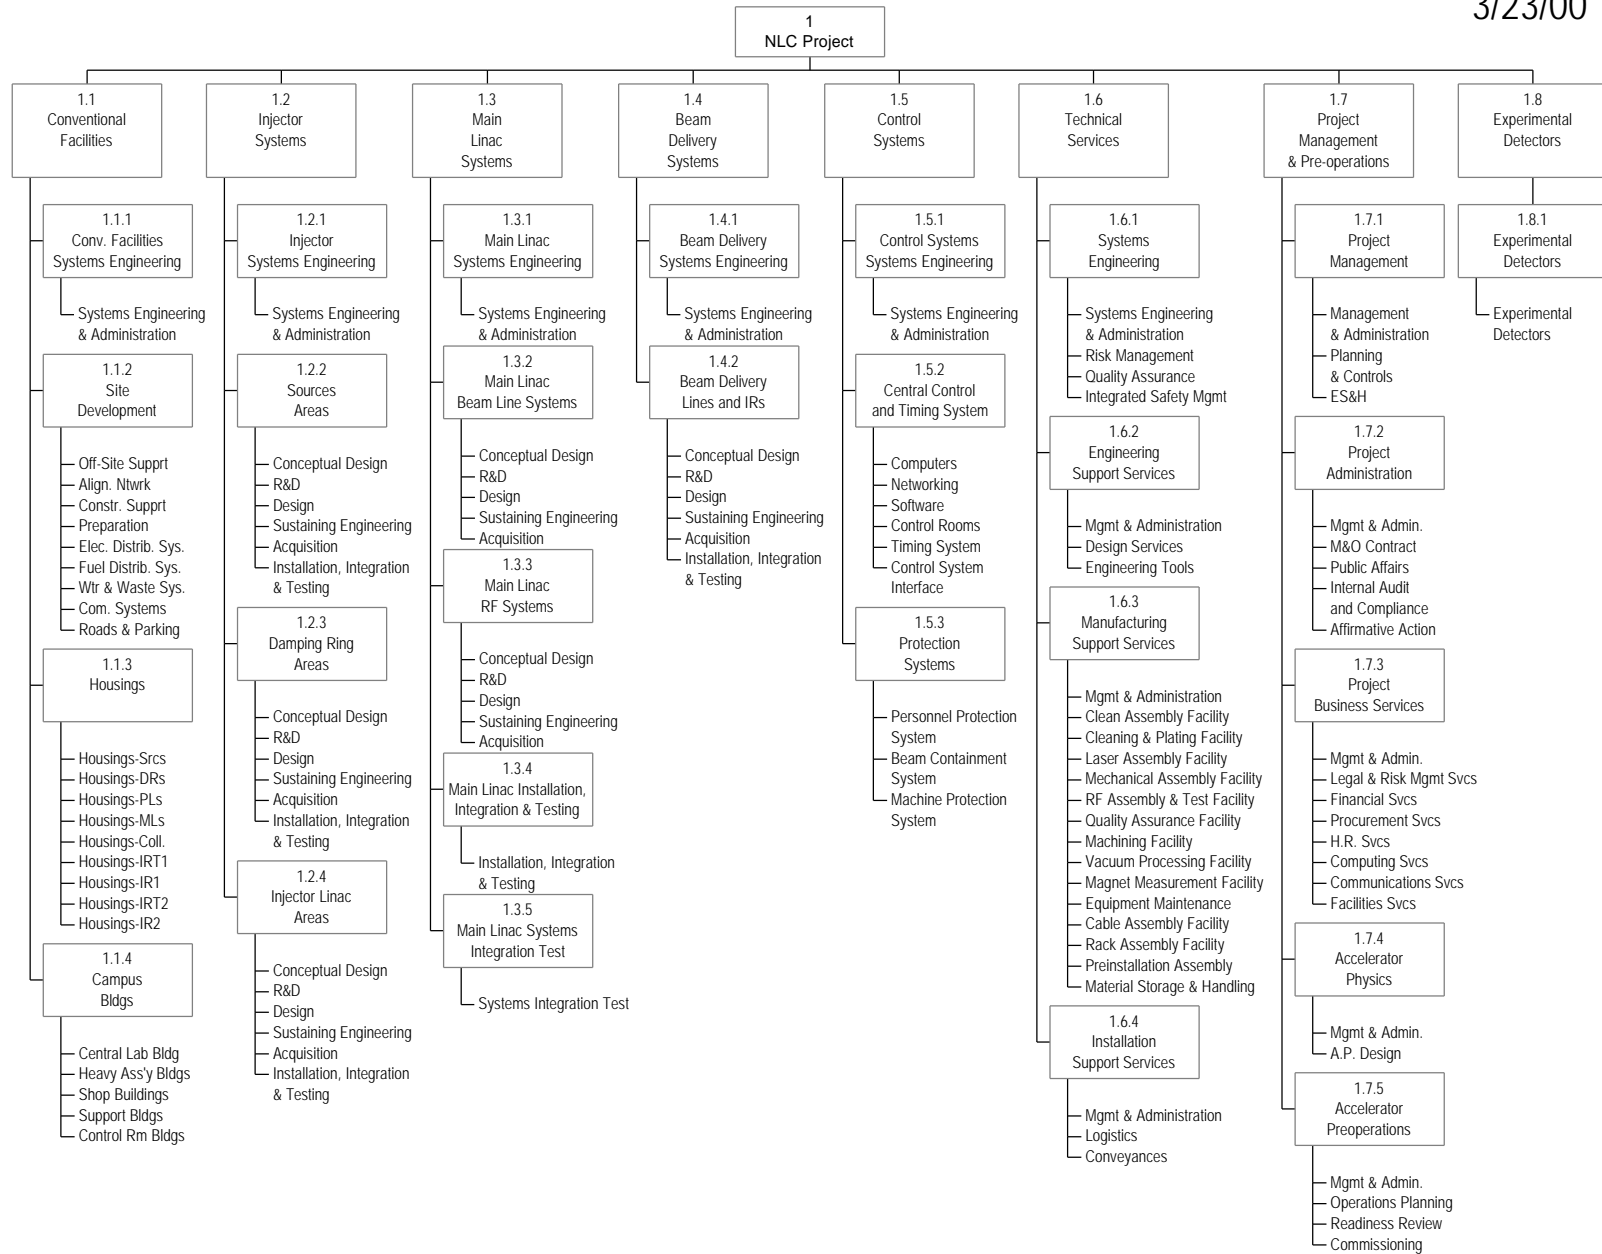 3/23/00
1
NLC Project
1.1
Conventional
Facilities
1.1.1
Conv. Facilities
Systems Engineering
Systems Engineering
& Administration
1.1.2
Site
Development
Off-Site Supprt
Align. Ntwrk
Constr. Supprt
Preparation
Elec. Distrib. Sys.
Fuel Distrib. Sys.
Wtr & Waste Sys.
Com. Systems
Roads & Parking
1.1.3
Housings
Housings-Srcs
Housings-DRs
Housings-PLs
Housings-MLs
Housings-Coll.
Housings-IRT1
Housings-IR1
Housings-IRT2
Housings-IR2
1.1.4
Campus
Bldgs
Central Lab Bldg
Heavy Ass'y Bldgs
Shop Buildings
Support Bldgs
Control Rm Bldgs
1.2
Injector
Systems
1.2.1
Injector
Systems Engineering
Systems Engineering
& Administration
1.2.2
Sources
Areas
Conceptual Design
R&D
Design
Sustaining Engineering
Acquisition
Installation, Integration
& Testing
1.2.3
Damping Ring
Areas
Conceptual Design
R&D
Design
Sustaining Engineering
Acquisition
Installation, Integration
& Testing
1.2.4
Injector Linac
Areas
Conceptual Design
R&D
Design
Sustaining Engineering
Acquisition
Installation, Integration
& Testing
1.3
Main
Linac
Systems
1.3.1
Main Linac
Systems Engineering
Systems Engineering
& Administration
1.3.2
Main Linac
Beam Line Systems
Conceptual Design
R&D
Design
Sustaining Engineering
Acquisition
1.3.3
Main Linac
RF Systems
Conceptual Design
R&D
Design
Sustaining Engineering
Acquisition
1.3.4
Main Linac Installation,
Integration & Testing
Installation, Integration
& Testing
1.3.5
Main Linac Systems
Integration Test
Systems Integration Test
1.4
Beam
Delivery
Systems
1.4.1
Beam Delivery
Systems Engineering
Systems Engineering
& Administration
1.4.2
Beam Delivery
Lines and IRs
Conceptual Design
R&D
Design
Sustaining Engineering
Acquisition
Installation, Integration
& Testing
1.5
Control
Systems
1.5.1
Control Systems
Systems Engineering
Systems Engineering
& Administration
1.5.2
Central Control
and Timing System
Computers
Networking
Software
Control Rooms
Timing System
Control System
Interface
1.5.3
Protection
Systems
Personnel Protection
System
Beam Containment
System
Machine Protection
System
1.6
Technical
Services
1.6.1
Systems
Engineering
Systems Engineering
& Administration
Risk Management
Quality Assurance
Integrated Safety Mgmt
1.6.2
Engineering
Support Services
Mgmt & Administration
Design Services
Engineering Tools
1.6.3
Manufacturing
Support Services
Mgmt & Administration
Clean Assembly Facility
Cleaning & Plating Facility
Laser Assembly Facility
Mechanical Assembly Facility
RF Assembly & Test Facility
Quality Assurance Facility
Machining Facility
Vacuum Processing Facility
Magnet Measurement Facility
Equipment Maintenance
Cable Assembly Facility
Rack Assembly Facility
Preinstallation Assembly
Material Storage & Handling
1.6.4
Installation
Support Services
Mgmt & Administration
Logistics
Conveyances
1.7
Project
Management
& Pre-operations
1.7.1
Project
Management
Management
& Administration
Planning
& Controls
ES&H
1.7.2
Project
Administration
Mgmt & Admin.
M&O Contract
Public Affairs
Internal Audit
and Compliance
Affirmative Action
1.7.3
Project
Business Services
Mgmt & Admin.
Legal & Risk Mgmt Svcs
Financial Svcs
Procurement Svcs
H.R. Svcs
Computing Svcs
Communications Svcs
Facilities Svcs
1.7.4
Accelerator
Physics
Mgmt & Admin.
A.P. Design
1.7.5
Accelerator
Preoperations
Mgmt & Admin.
Operations Planning
Readiness Review
Commissioning
1.8
Experimental
Detectors
1.8.1
Experimental
Detectors
Experimental
Detectors